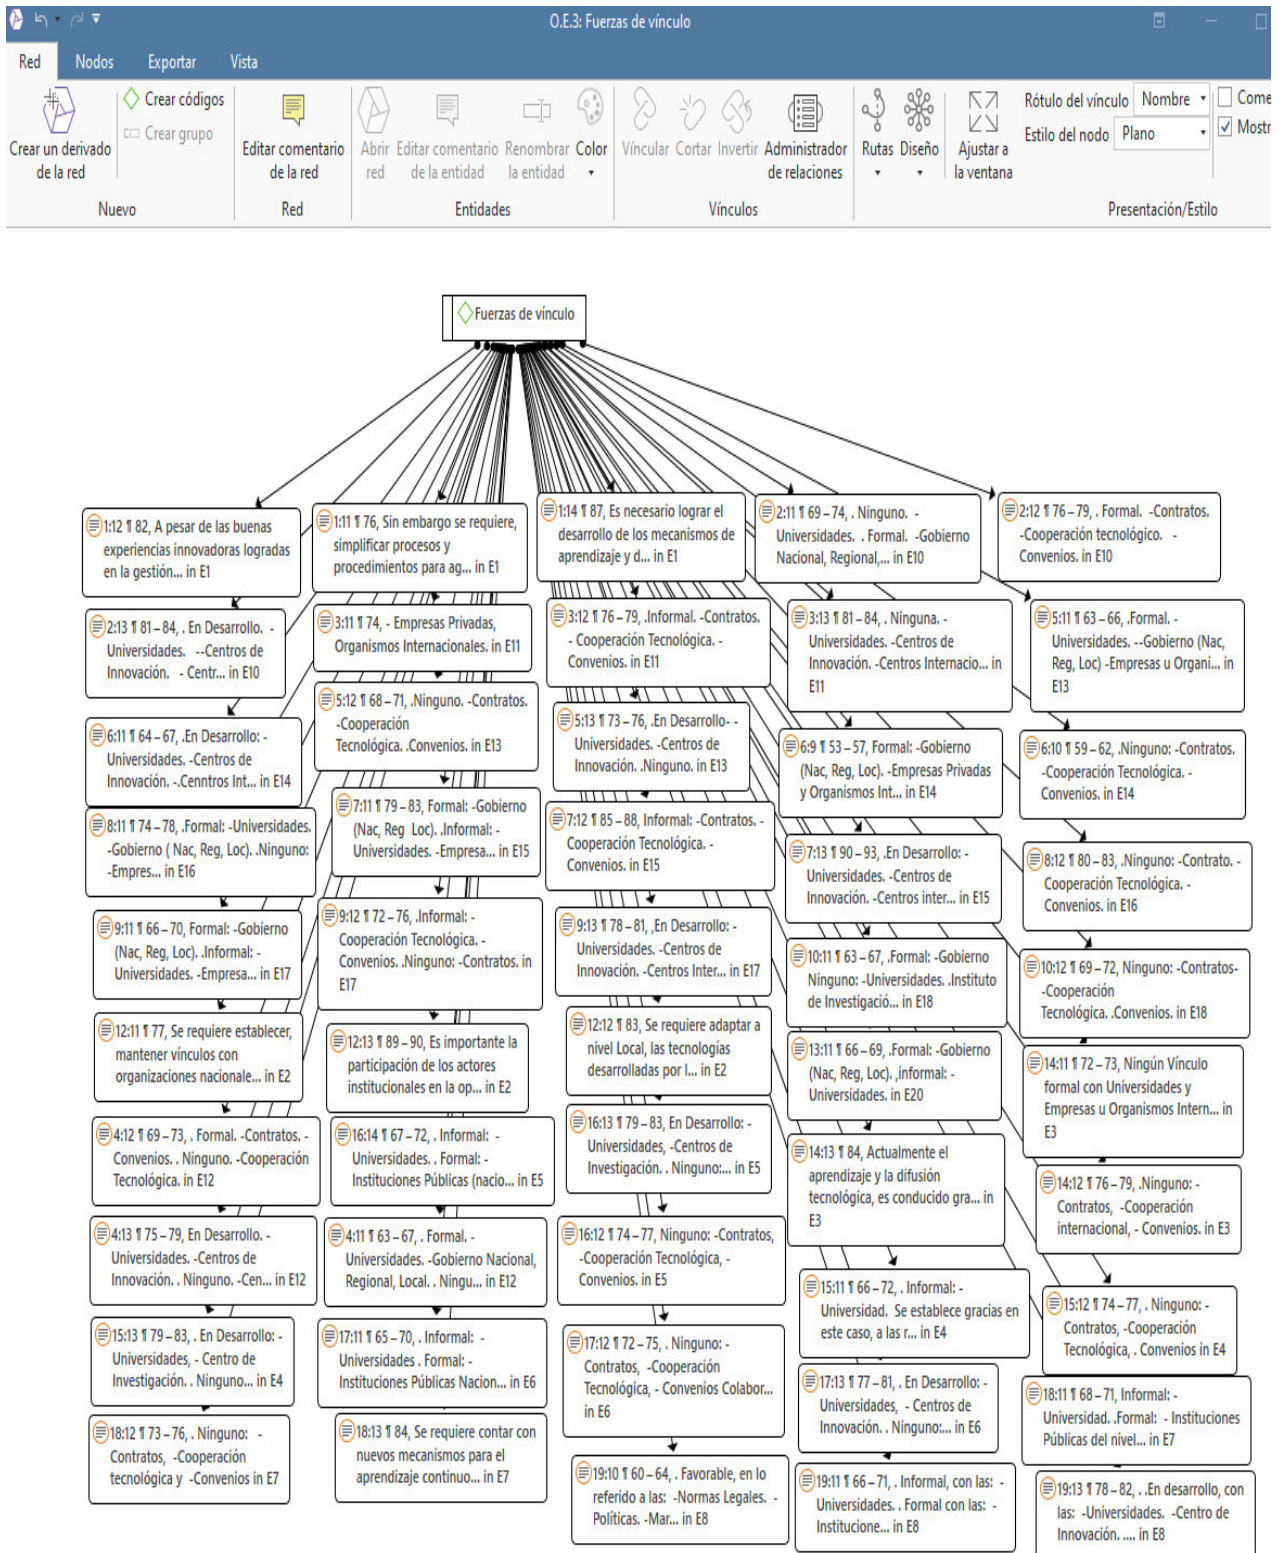 O.E.3: Fuerzas de vínculo
Red
Nodos
Exportar
Vista
Crear un derivado
de la red
Crear códigos
Crear grupo
Nuevo
Editar comentario
de la red
Red
Abrir
red
Editar comentario
de la entidad
Renombrar
la entidad
Color
Entidades
Víncular
Cortar
Invertir
Administrador
de relaciones
Vínculos
Rutas
Diseño
Ajustar a
la ventana
Rótulo del vínculo
Nombre
Estilo del nodo
Plano
Come
Mostr
Presentación/Estilo
Fuerzas de vínculo
1:12 ¶ 82, A pesar de las buenas
experiencias innovadoras logradas
en la gestión... in E1
1:11 ¶ 76, Sin embargo se requiere,
simplificar procesos y
procedimientos para ag... in E1
1:14 ¶ 87, Es necesario lograr el
desarrollo de los mecanismos de
aprendizaje y d... in E1
2:11 ¶ 69 – 74, . Ninguno. -
Universidades. . Formal. -Gobierno
Nacional, Regional,... in E10
2:12 ¶ 76 – 79, . Formal. -Contratos.
-Cooperación tecnológico. -
Convenios. in E10
2:13 ¶ 81 – 84, . En Desarrollo. -
Universidades. --Centros de
Innovación. - Centr... in E10
3:11 ¶ 74, - Empresas Privadas,
Organismos Internacionales. in E11
3:12 ¶ 76 – 79, .Informal. -Contratos.
- Cooperación Tecnológica. -
Convenios. in E11
3:13 ¶ 81 – 84, . Ninguna. -
Universidades. -Centros de
Innovación. -Centros Internacio... in
E11
5:11 ¶ 63 – 66, .Formal. -
Universidades. --Gobierno (Nac,
Reg, Loc) -Empresas u Organi... in
E13
5:12 ¶ 68 – 71, .Ninguno. -Contratos.
-Cooperación
Tecnológica. .Convenios. in E13
5:13 ¶ 73 – 76, .En Desarrollo- -
Universidades. -Centros de
Innovación. .Ninguno. in E13
6:11 ¶ 64 – 67, .En Desarrollo: -
Universidades. -Centros de
Innovación. -.Cenntros Int... in E14
6:9 ¶ 53 – 57, Formal: -Gobierno
(Nac, Reg, Loc). -Empresas Privadas
y Organismos Int... in E14
6:10 ¶ 59 – 62, .Ninguno: -Contratos.
-Cooperación Tecnológica. -
Convenios. in E14
7:11 ¶ 79 – 83, Formal: -Gobierno
(Nac, Reg Loc). .Informal: -
Universidades. -Empresa... in E15
7:12 ¶ 85 – 88, Informal: -Contratos. -
Cooperación Tecnológica. -
Convenios. in E15
8:11 ¶ 74 – 78, .Formal: -Universidades.
-Gobierno ( Nac, Reg, Loc). .Ninguno:
-Empres... in E16
7:13 ¶ 90 – 93, .En Desarrollo: -
Universidades. -Centros de
Innovación. -Centros inter... in E15
8:12 ¶ 80 – 83, .Ninguno: -Contrato. -
Cooperación Tecnológica. -
Convenios. in E16
9:11 ¶ 66 – 70, Formal: -Gobierno
(Nac, Reg, Loc). .Informal: -
Universidades. -Empresa... in E17
9:12 ¶ 72 – 76, .Informal: -
Cooperación Tecnológica. -
Convenios. .Ninguno: -Contratos. in
E17
9:13 ¶ 78 – 81, ,En Desarrollo: -
Universidades. -Centros de
Innovación. -Centros Inter... in E17
10:11 ¶ 63 – 67, .Formal: -Gobierno
Ninguno: -Universidades. .Instituto
de Investigació... in E18
10:12 ¶ 69 – 72, Ninguno: -Contratos-
-Cooperación
Tecnológica. .Convenios. in E18
12:11 ¶ 77, Se requiere establecer,
mantener vínculos con
organizaciones nacionale... in E2
12:13 ¶ 89 – 90, Es importante la
participación de los actores
institucionales en la op... in E2
12:12 ¶ 83, Se requiere adaptar a
nivel Local, las tecnologías
desarrolladas por l... in E2
13:11 ¶ 66 – 69, .Formal: -Gobierno
(Nac, Reg, Loc). ,informal: -
Universidades. in E20
14:11 ¶ 72 – 73, Ningún Vínculo
formal con Universidades y
Empresas u Organismos Intern... in
E3
4:12 ¶ 69 – 73, . Formal. -Contratos. -
Convenios. . Ninguno. -Cooperación
Tecnológica. in E12
16:14 ¶ 67 – 72, . Informal: -
Universidades. . Formal: -
Instituciones Públicas (nacio... in E5
16:13 ¶ 79 – 83, En Desarrollo: -
Universidades, -Centros de
Investigación. . Ninguno:... in E5
14:13 ¶ 84, Actualmente el
aprendizaje y la difusión
tecnológica, es conducido gra... in
E3
14:12 ¶ 76 – 79, .Ninguno: -
Contratos, -Cooperación
internacional, - Convenios. in E3
4:13 ¶ 75 – 79, En Desarrollo. -
Universidades. -Centros de
Innovación. . Ninguno. -Cen... in E12
4:11 ¶ 63 – 67, . Formal. -
Universidades. -Gobierno Nacional,
Regional, Local. . Ningu... in E12
16:12 ¶ 74 – 77, Ninguno: -Contratos,
-Cooperación Tecnológica, -
Convenios. in E5
15:11 ¶ 66 – 72, . Informal: -
Universidad. Se establece gracias en
este caso, a las r... in E4
15:12 ¶ 74 – 77, . Ninguno: -
Contratos, -Cooperación
Tecnológica, . Convenios in E4
15:13 ¶ 79 – 83, . En Desarrollo: -
Universidades, - Centro de
Investigación. . Ninguno... in E4
17:11 ¶ 65 – 70, . Informal: -
Universidades . Formal: -
Instituciones Públicas Nacion... in E6
17:12 ¶ 72 – 75, . Ninguno: -
Contratos, -Cooperación
Tecnológica, - Convenios Colabor...
in E6
17:13 ¶ 77 – 81, . En Desarrollo: -
Universidades, - Centros de
Innovación. . Ninguno:... in E6
18:11 ¶ 68 – 71, Informal: -
Universidad. .Formal: - Instituciones
Públicas del nivel... in E7
18:12 ¶ 73 – 76, . Ninguno: -
Contratos, -Cooperación
tecnológica y -Convenios in E7
18:13 ¶ 84, Se requiere contar con
nuevos mecanismos para el
aprendizaje continuo... in E7
19:10 ¶ 60 – 64, . Favorable, en lo
referido a las: -Normas Legales. -
Políticas. -Mar... in E8
19:11 ¶ 66 – 71, . Informal, con las: -
Universidades. . Formal con las: -
Institucione... in E8
19:13 ¶ 78 – 82, . .En desarrollo, con
las: -Universidades. -Centro de
Innovación. .... in E8